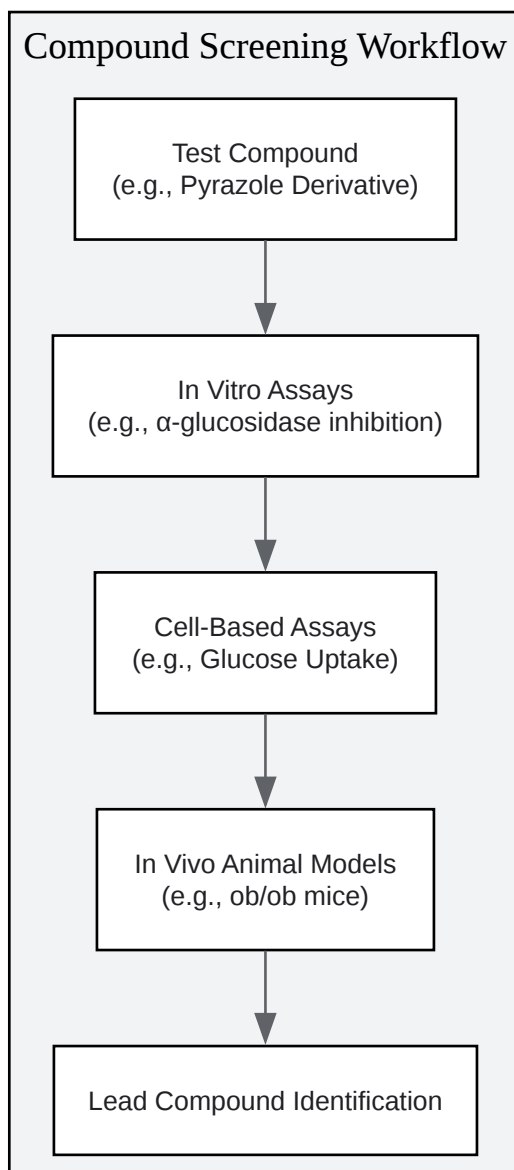 Compound Screening Workflow
Test Compound
(e.g., Pyrazole Derivative)
In Vitro Assays
(e.g., α-glucosidase inhibition)
Cell-Based Assays
(e.g., Glucose Uptake)
In Vivo Animal Models
(e.g., ob/ob mice)
Lead Compound Identification